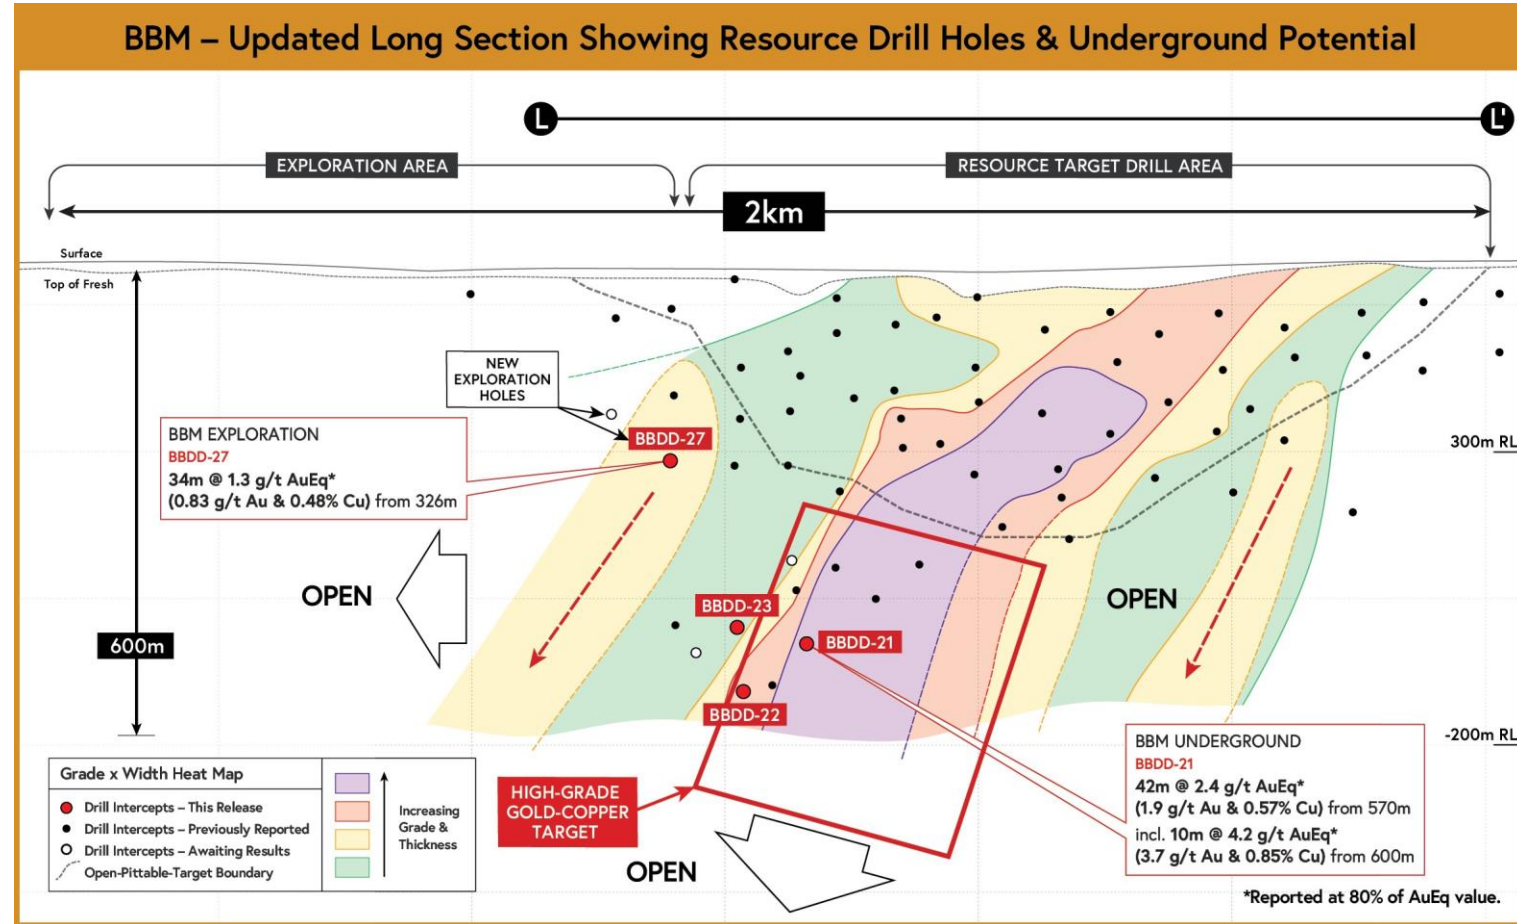 BBM – Updated Long Section Showing Resource Drill Holes & Underground Potential
L
L'
EXPLORATION AREA
RESOURCE TARGET DRILL AREA
2km
Surface
Top of Fresh
NEW
EXPLORATION
HOLES
BBDD-27
BBM EXPLORATION
BBDD-27
34m @ 1.3 g/t AuEq*
(0.83 g/t Au & 0.48% Cu) from 326m
300m RL
OPEN
OPEN
BBDD-23
BBDD-21
600m
BBDD-22
-200m RL
BBM UNDERGROUND
BBDD-21
42m @ 2.4 g/t AuEq*
(1.9 g/t Au & 0.57% Cu) from 570m
incl. 10m @ 4.2 g/t AuEq*
(3.7 g/t Au & 0.85% Cu) from 600m
HIGH-GRADE
GOLD-COPPER
TARGET
OPEN
Grade x Width Heat Map
Drill Intercepts – This Release
Drill Intercepts – Previously Reported
Drill Intercepts – Awaiting Results
Open-Pittable-Target Boundary
Increasing
Grade &
Thickness
*Reported at 80% of AuEq value.